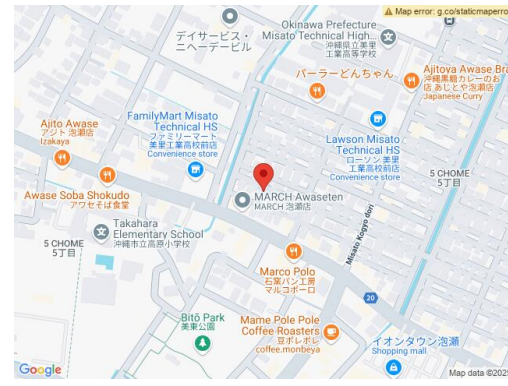 Map error: g.co/staticmaperro
Okinawa Prefecture
Misato Technical High...
沖縄県立美里
工業高等学校
デイサービス・
ニヘーデービル
パーラーどんちゃん
Ajitoya Awase Bra
沖縄黒糖カレーのお
店 あじとや泡瀬店
Japanese Curry
FamilyMart Misato
Technical HS
ファミリーマート
美里工業高校前店
Convenience store
Ajito Awase
アジト 泡瀬店
Izakaya
Lawson Misato
Technical HS
ローソン 美里
工業高校前店
Convenience store
5 CHOME
5丁目
Awase Soba Shokudo
アワセそば食堂
MARCH Awaseten
MARCH 泡瀬店
Takahara
Elementary School
沖縄市立高原小学校
5 CHOME
5丁目
Misato Kogyo dori
Marco Polo
石窯パン工房
マルコポーロ
20
Bitō Park
美東公園
Mame Pole Pole
Coffee Roasters
豆ポレポレ
coffee.monbeya
イオンタウン泡瀬
Shopping mall
Google
Map data ©2025